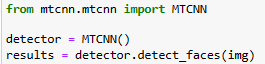 from mtcnn.mtcnn import MTCNN
detector = MTCNN()
results = detector.detect_faces(img)